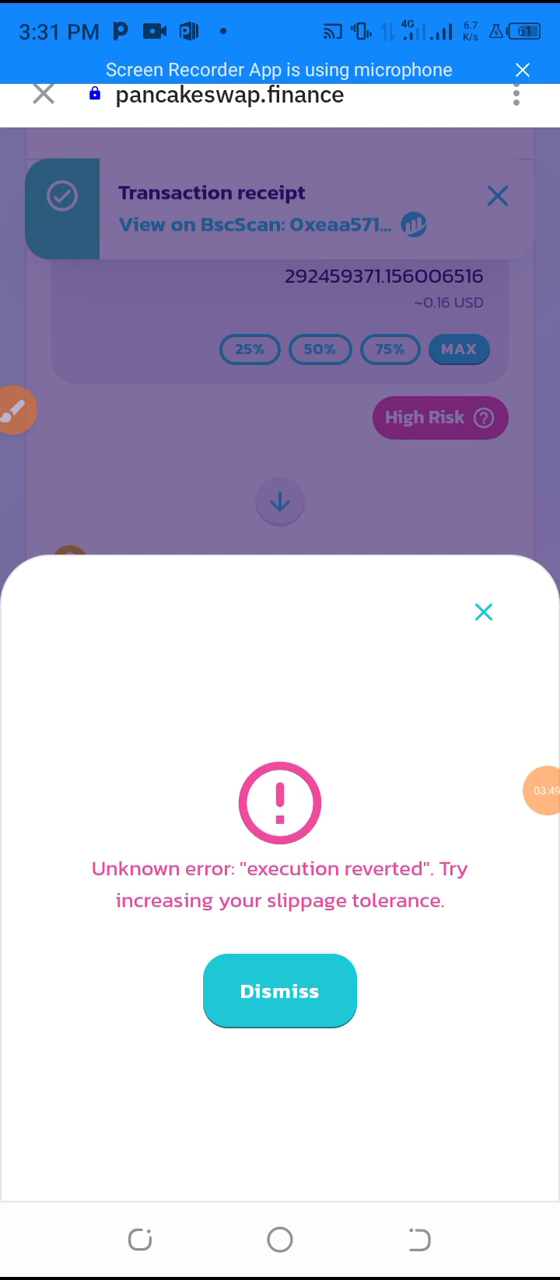 3:31 PM
4G
6.7
K/s
61
Screen Recorder App is using microphone
pancakeswap.finance
Transaction receipt
View on BscScan: 0xeaa571...
292459371.156006516
~0.16 USD
25% 50% 75% MAX
High Risk
Unknown error: "execution reverted". Try
increasing your slippage tolerance.
03:49
Dismiss